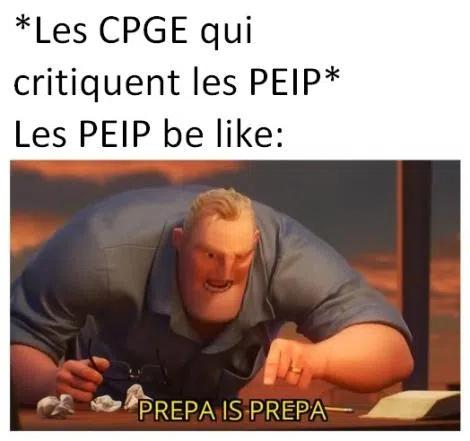 *Les CPGE qui
critiquent les PEIP*
Les PEIP be like:
PREPA IS PREPA